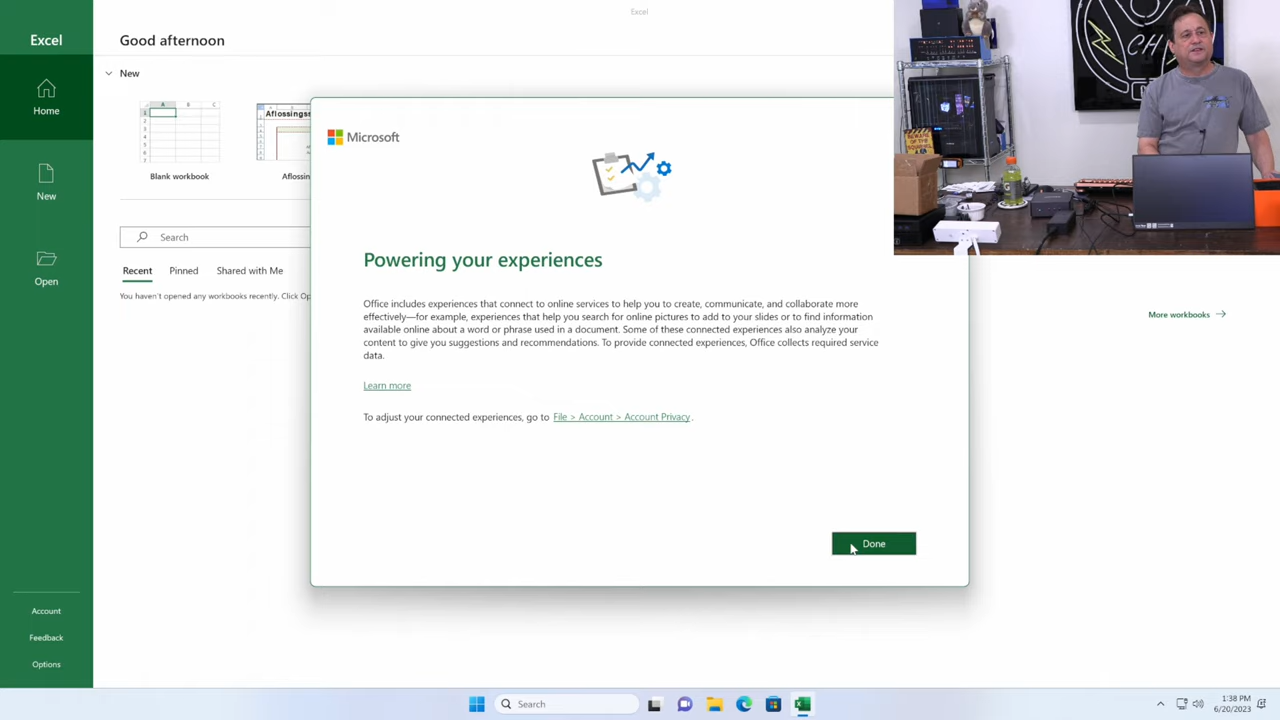 Excel
Excel
Good afternoon
New
Home
New
Open
Blank workbook
Aflossings
Aflos
Search
Recent
Pinned
Shared with Me
You haven't opened any workbooks recently. Click Op
More workbooks
Microsoft
Powering your experiences
Office includes experiences that connect to online services to help you to create, communicate, and collaborate more
effectively—for example, experiences that help you search for online pictures to add to your slides or to find information
available online about a word or phrase used in a document. Some of these connected experiences also analyze your
content to give you suggestions and recommendations. To provide connected experiences, Office collects required service
data.
Learn more
To adjust your connected experiences, go to File > Account > Account Privacy.
Done
Account
Feedback
Options
BEWARE
Search
1:38 PM
6/20/2023